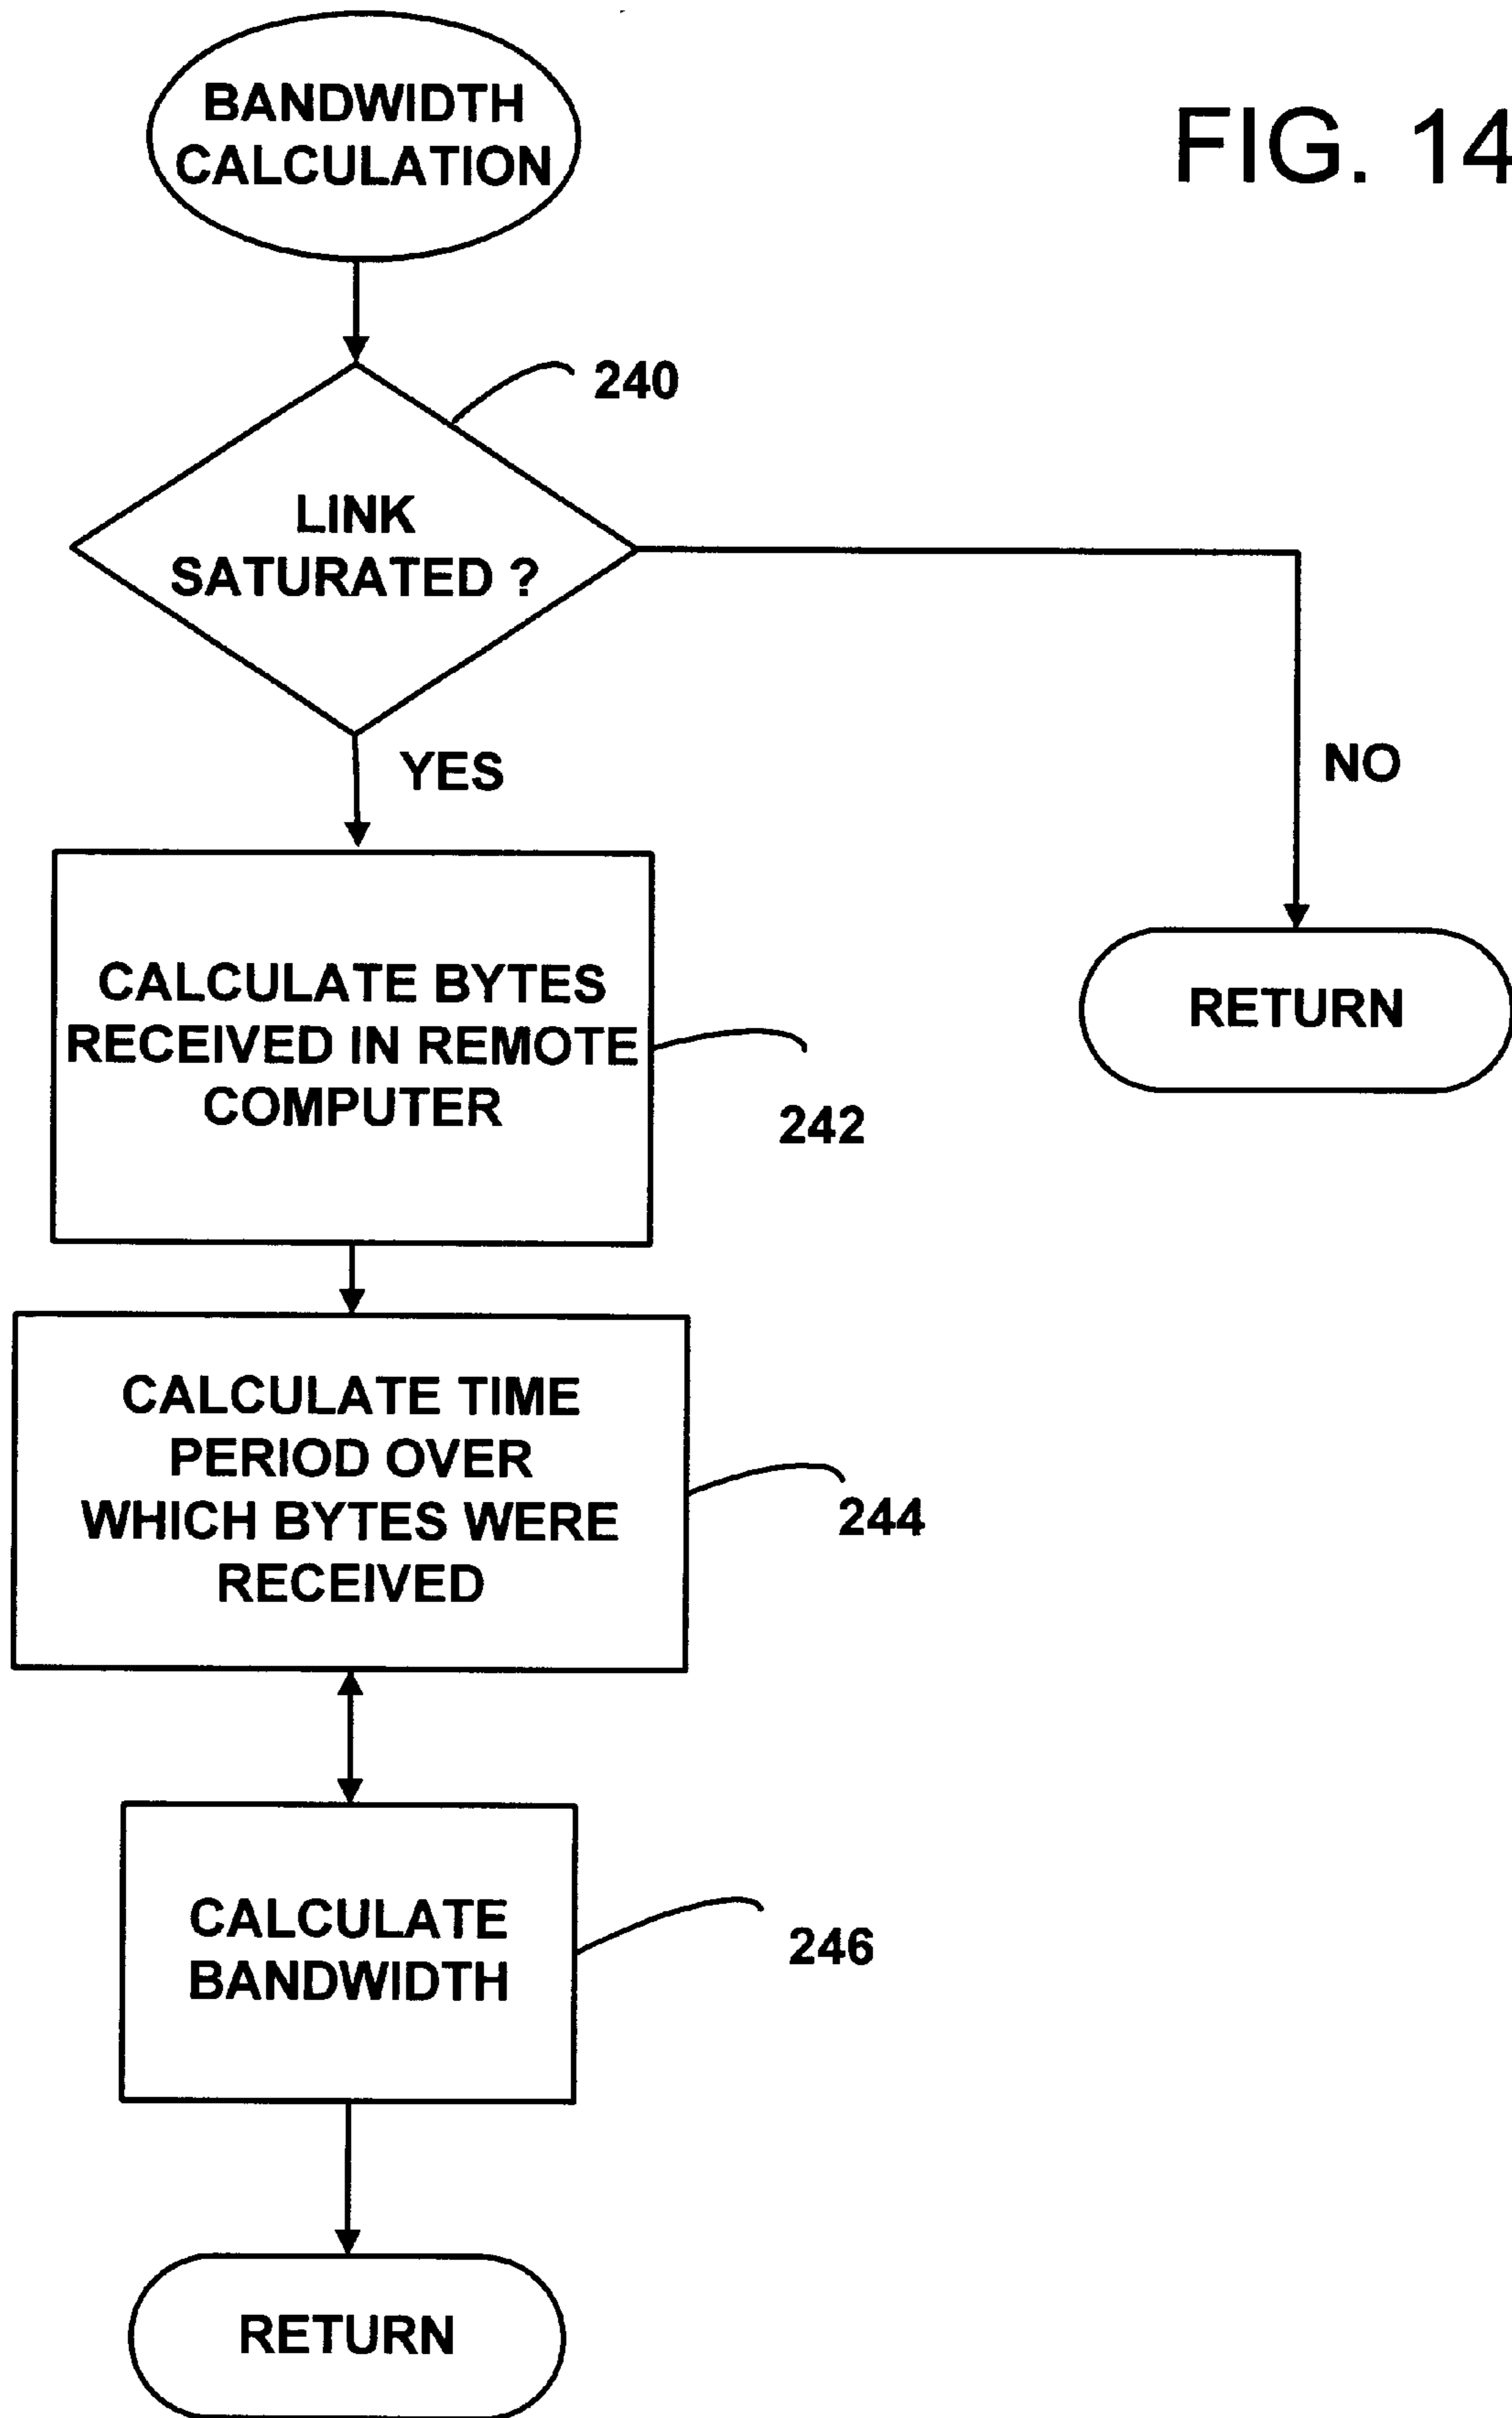 BANDWIDTH
CALCULATION
FIG. 14
240
LINK
SATURATED ?
YES
NO
CALCULATE BYTES
RECEIVED IN REMOTE
COMPUTER
242
RETURN
CALCULATE TIME
PERIOD OVER
WHICH BYTES WERE
RECEIVED
244
CALCULATE
BANDWIDTH
246
RETURN